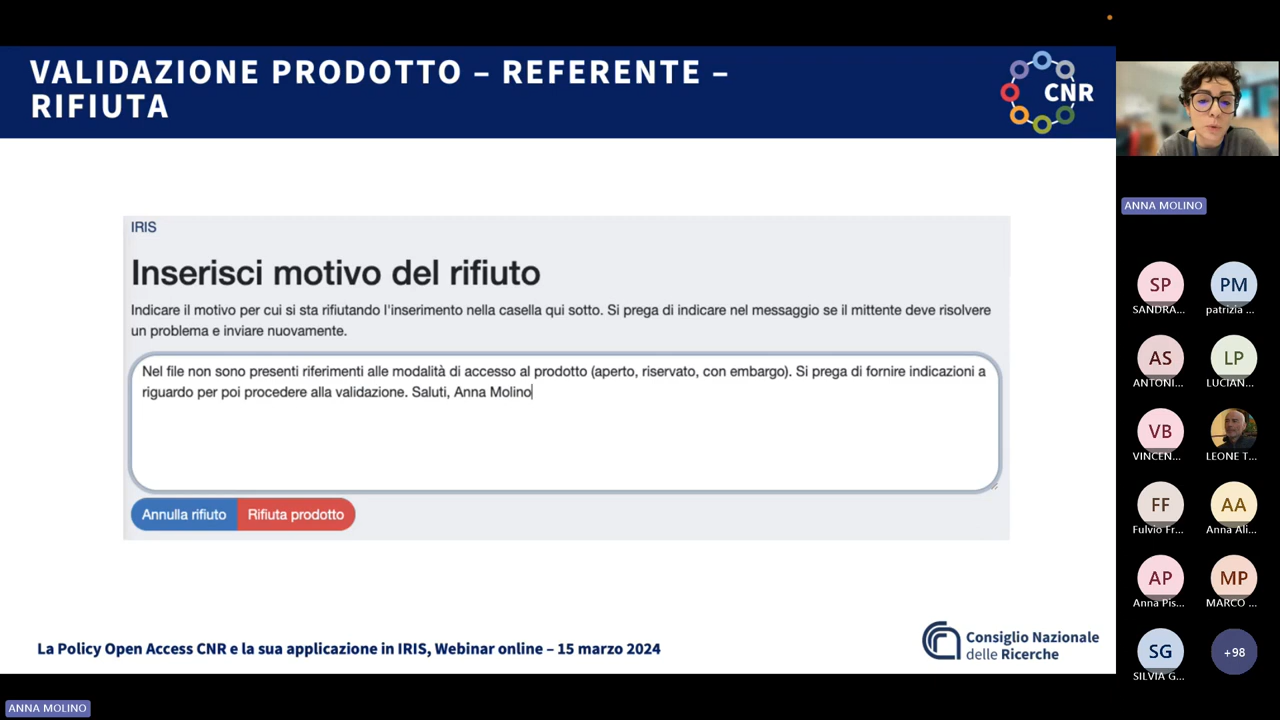 VALIDAZIONE PRODOTTO – REFERENTE –
RIFIUTA
CNR
IRIS
Inserisci motivo del rifiuto
Indicare il motivo per cui si sta rifiutando l'inserimento nella casella qui sotto. Si prega di indicare nel messaggio se il mittente deve risolvere
un problema e inviare nuovamente.
Nel file non sono presenti riferimenti alle modalità di accesso al prodotto (aperto, riservato, con embargo). Si prega di fornire indicazioni a
riguardo per poi procedere alla validazione. Saluti, Anna Molino
Annulla rifiuto
Rifiuta prodotto
La Policy Open Access CNR e la sua applicazione in IRIS, Webinar online – 15 marzo 2024
Consiglio Nazionale
delle Ricerche
ANNA MOLINO
SP
SANDRA...
PM
patrizia ...
AS
ANTONI...
LP
LUCIAN...
VB
VINCEN...
LEONE T...
FF
Fulvio Fr...
AA
Anna Ali...
AP
Anna Pis...
MP
MARCO ...
SG
SILVIA G...
+98
ANNA MOLINO